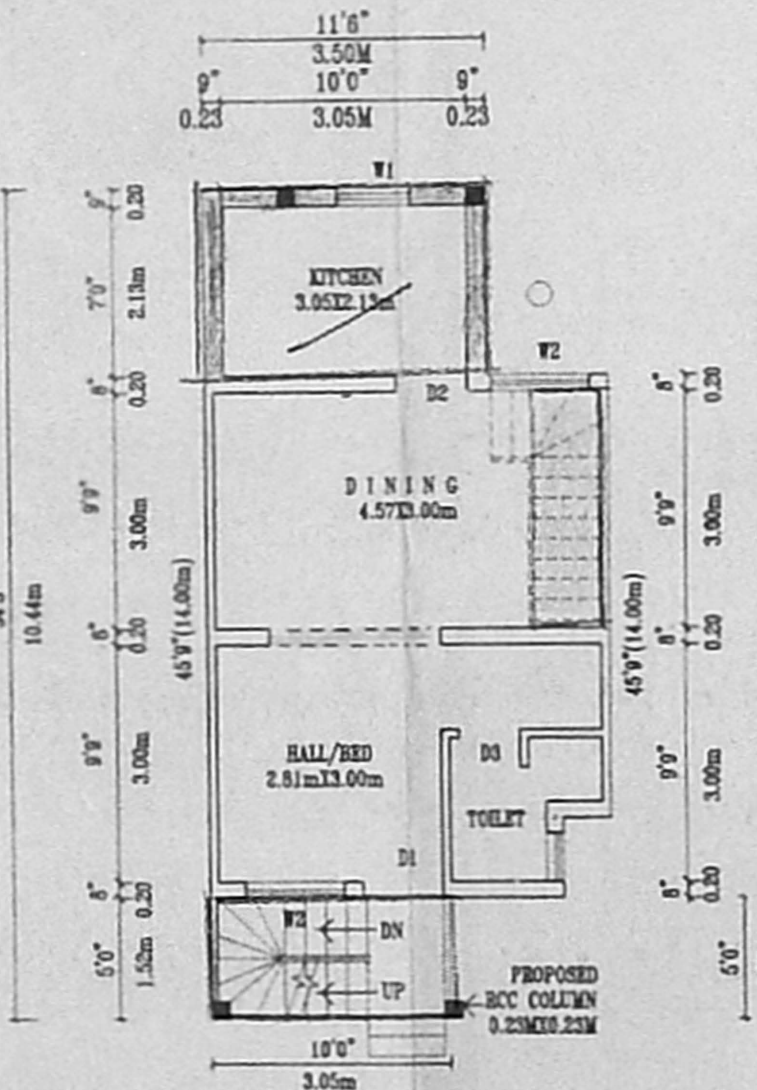 11'6"
3.50M
9" 10'0" 9"
0.23 3.05M 0.23
W1
9" 0.20
7'0" 2.13m
KITCHEN
3.05X2.13m
W2
8" 0.20
D2
8" 0.20
9'9" 3.00m
DINING
4.57X3.00m
9'9" 3.00m
10.44m
45'9"(14.00m)
45'9"(14.00m)
8" 0.20
8" 0.20
9'9" 3.00m
HALL/BED
2.81mX3.00m
D3
TOILET
9'9" 3.00m
D1
8" 0.20
8" 0.20
W2
DN
5'0" 1.52m
UP
5'0"
PROPOSED
RCC COLUMN
0.23MX0.23M
10'0"
3.05m